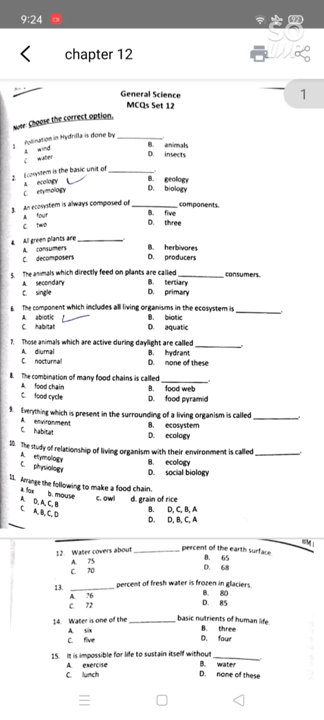 9:24
92
chapter 12
1
General Science
MCQs Set 12
Note: Choose the correct option.
1 Pollination in Hydrilla is done by ________.
A. wind B. animals
C. water D. insects
2. Ecosystem is the basic unit of ________.
A. ecology B. geology
C. etymology D. biology
3. An ecosystem is always composed of ________ components.
A. four B. five
C. two D. three
4. All green plants are ________.
A. consumers B. herbivores
C. decomposers D. producers
5. The animals which directly feed on plants are called ________ consumers.
A. secondary B. tertiary
C. single D. primary
6. The component which includes all living organisms in the ecosystem is ________.
A. abiotic B. biotic
C. habitat D. aquatic
7. Those animals which are active during daylight are called ________.
A. diurnal B. hydrant
C. nocturnal D. none of these
8. The combination of many food chains is called ________.
A. food chain B. food web
C. food cycle D. food pyramid
9. Everything which is present in the surrounding of a living organism is called ________.
A. environment B. ecosystem
C. habitat D. ecology
10. The study of relationship of living organism with their environment is called ________.
A. etymology B. ecology
C. physiology D. social biology
11. Arrange the following to make a food chain.
a. fox b. mouse c. owl d. grain of rice
A. D, A, C, B B. D, C, B, A
C. A, B, C, D D. D, B, C, A
12. Water covers about ________ percent of the earth surface
A. 75 B. 65
C. 70 D. 68
13. ________ percent of fresh water is frozen in glaciers.
A. 76 B. 80
C. 72 D. 85
14. Water is one of the ________ basic nutrients of human life
A. six B. three
C. five D. four
15. It is impossible for life to sustain itself without ________
A. exercise B. water
C. lunch D. none of these